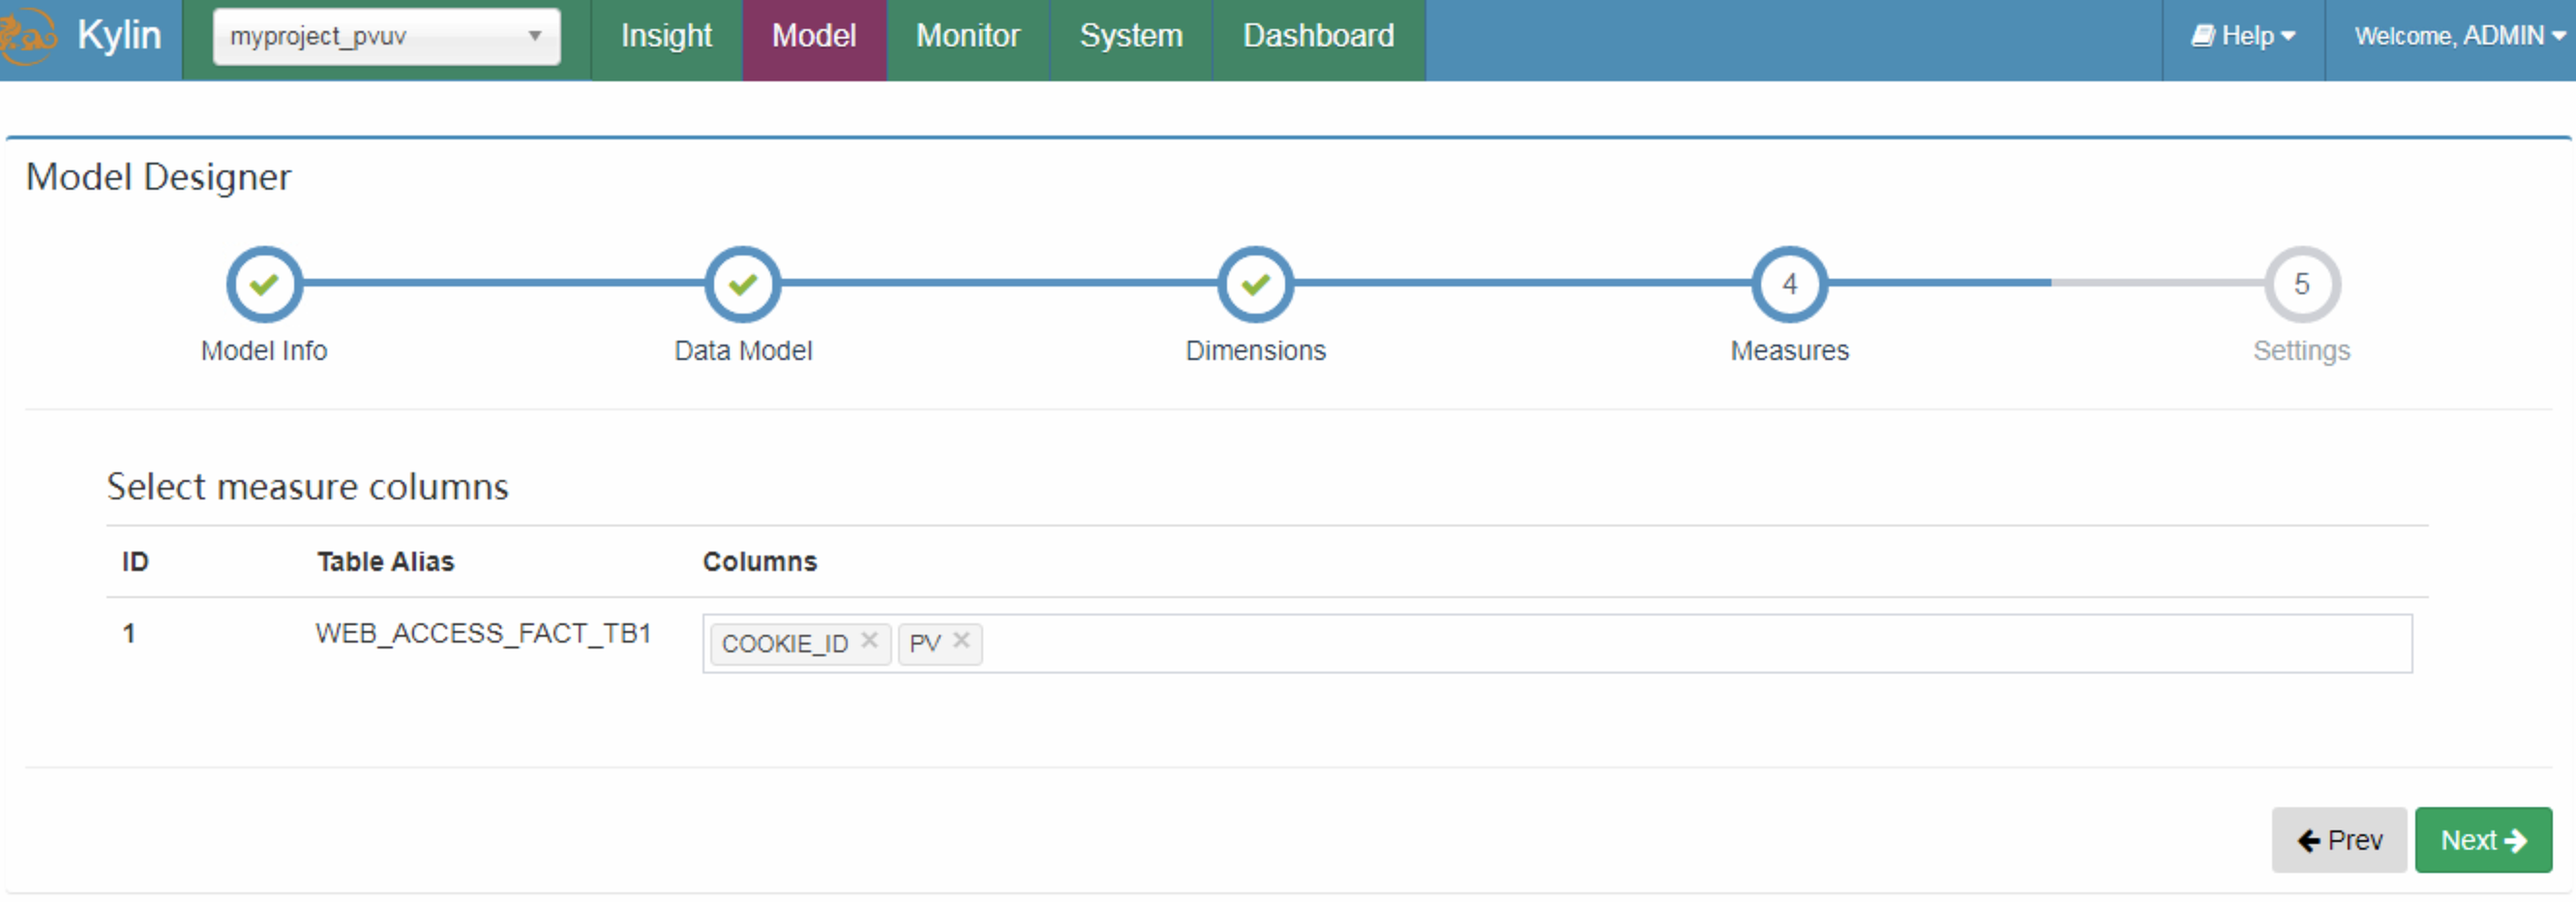 Kylin myproject_pvuv Insight Model Monitor System Dashboard Help Welcome, ADMIN
Model Designer
4 5
Model Info Data Model Dimensions Measures Settings
Select measure columns
ID Table Alias Columns
1 WEB_ACCESS_FACT_TB1 COOKIE_ID PV
Prev Next